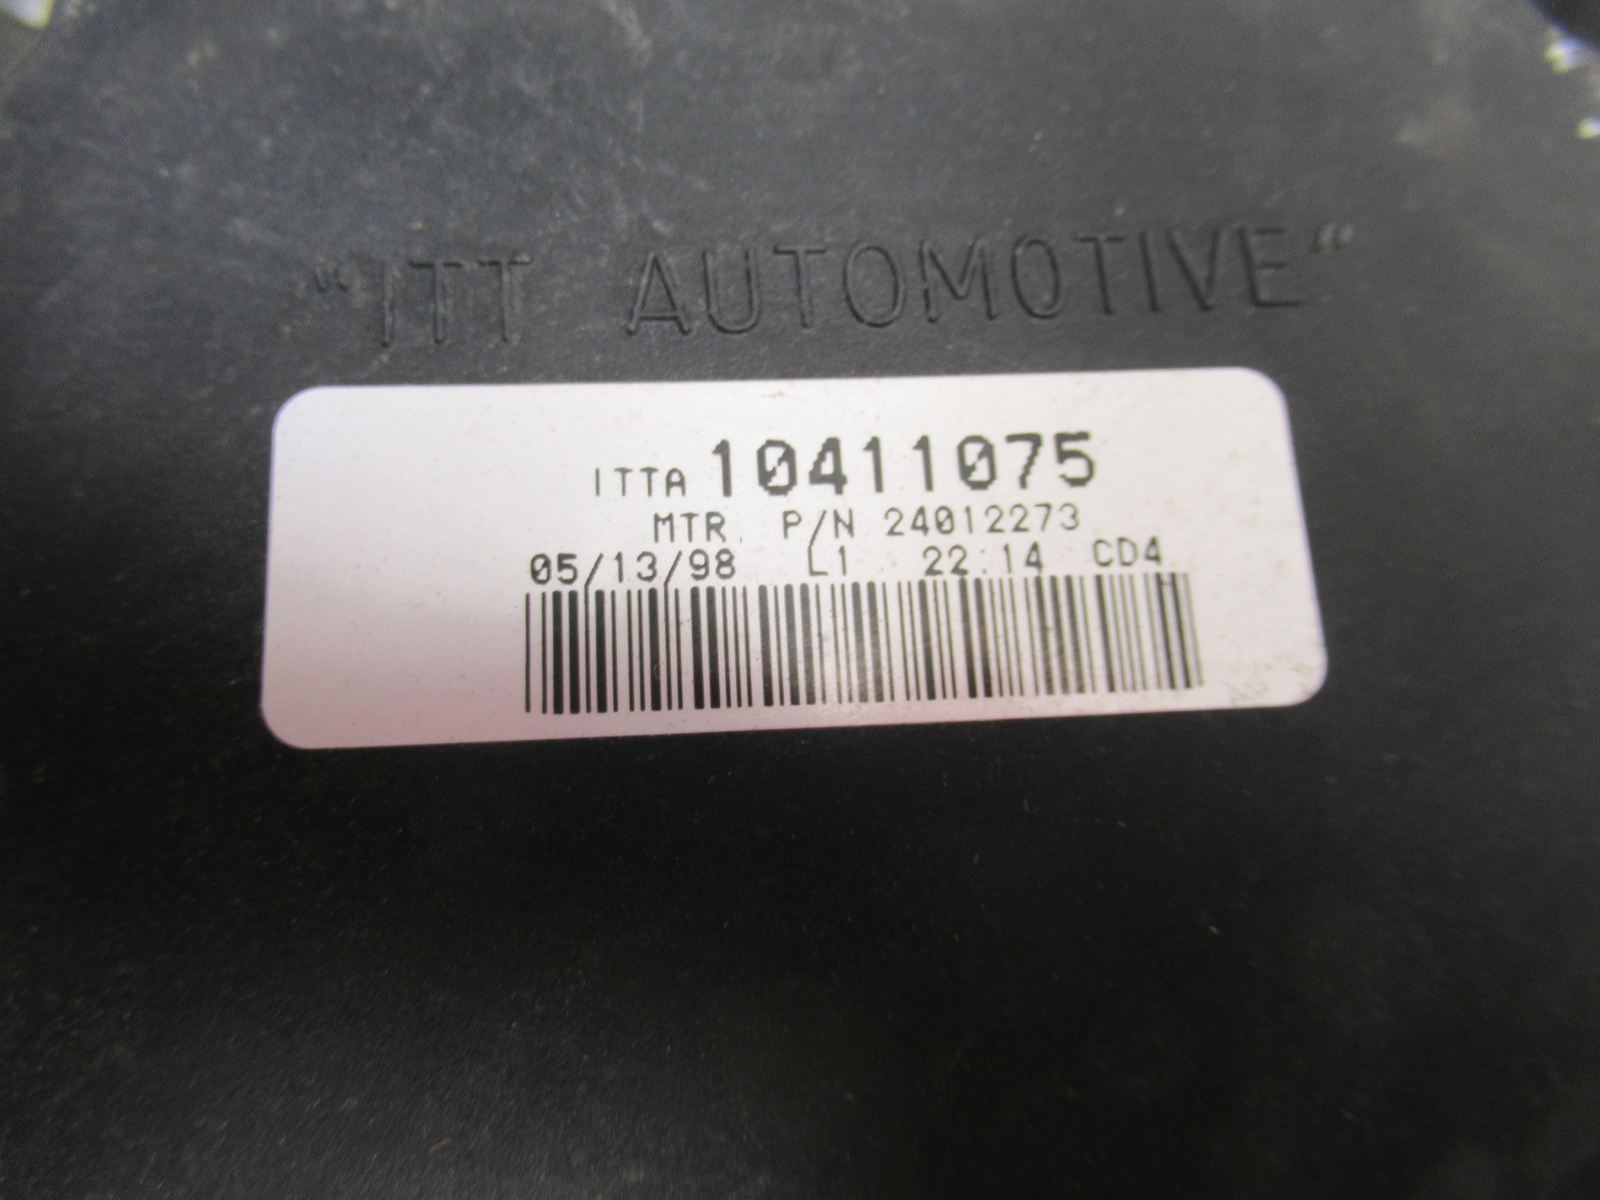 "ITT AUTOMOTIVE"
ITTA 10411075
MTR. P/N 24012273
05/13/98 L1 22:14 CD4